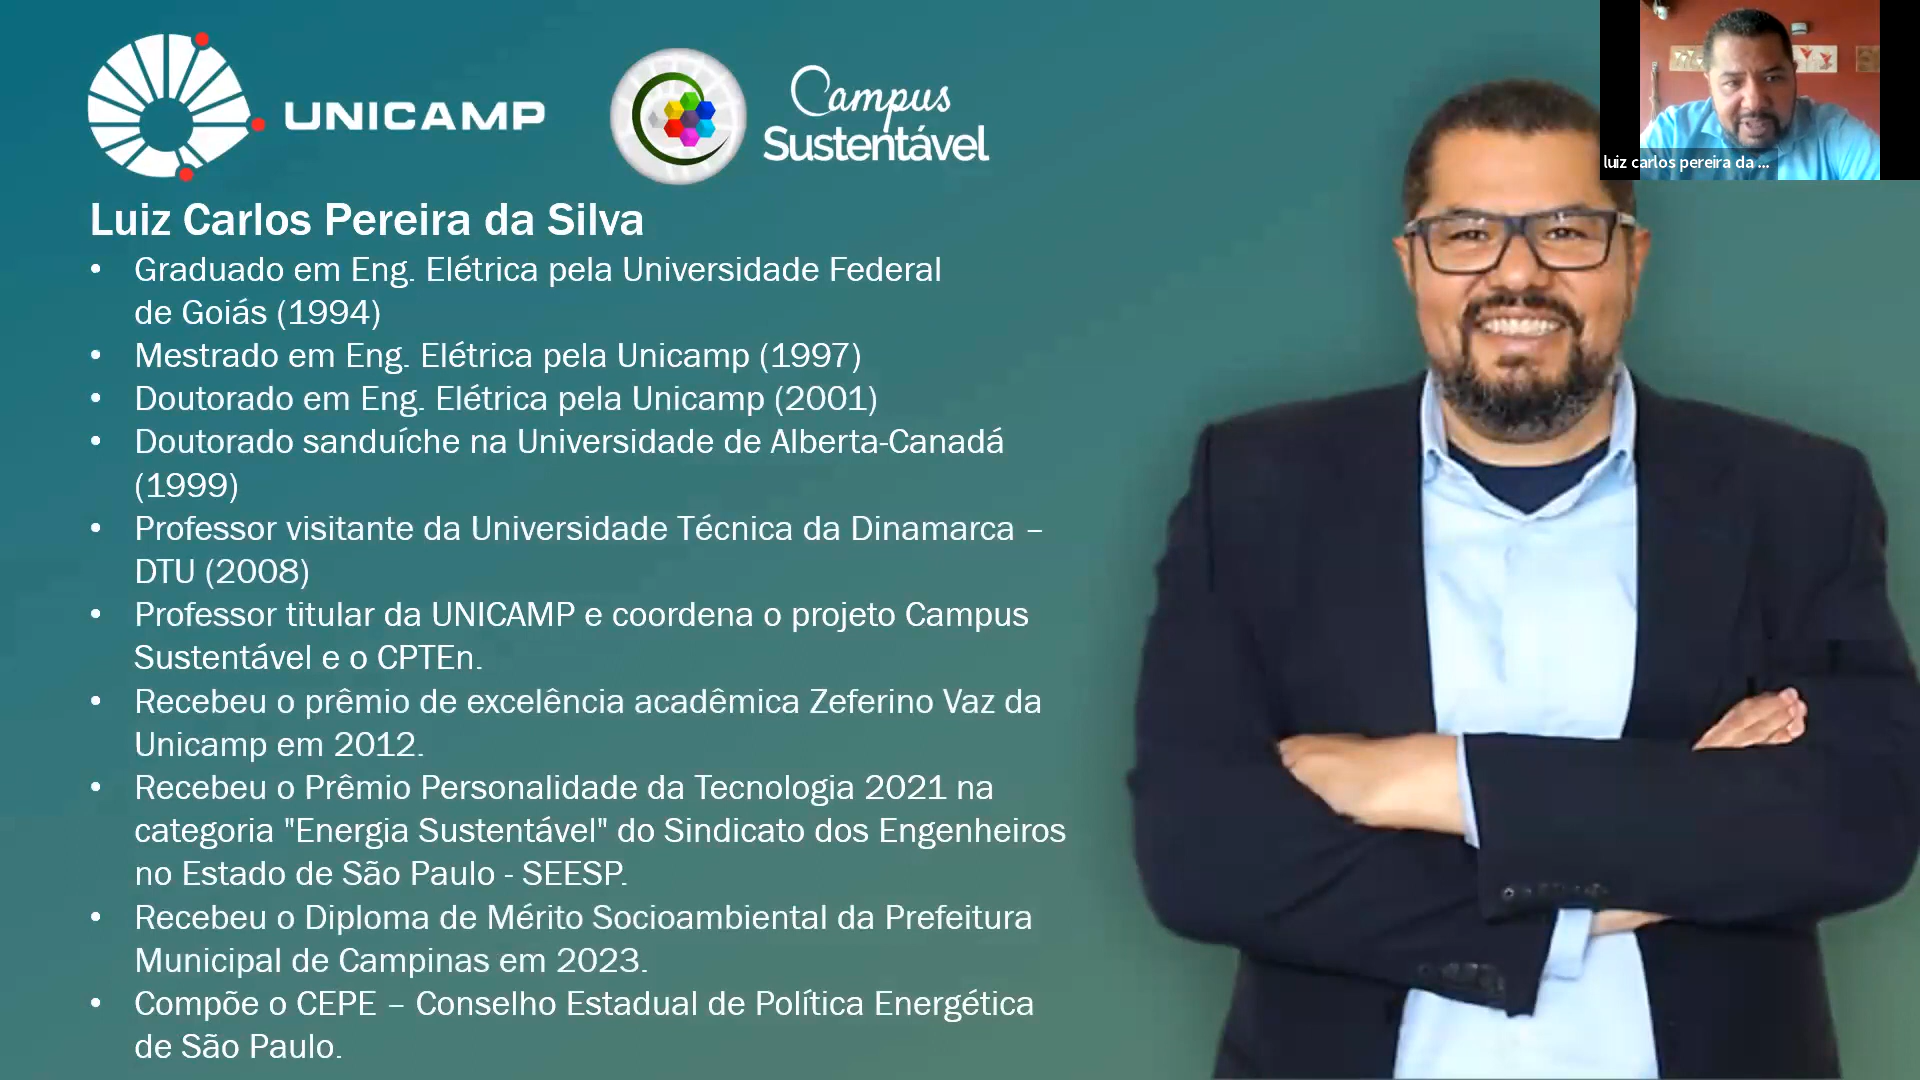 UNICAMP
Campus
Sustentável
luiz carlos pereira da ...
Luiz Carlos Pereira da Silva
• Graduado em Eng. Elétrica pela Universidade Federal
de Goiás (1994)
• Mestrado em Eng. Elétrica pela Unicamp (1997)
• Doutorado em Eng. Elétrica pela Unicamp (2001)
• Doutorado sanduíche na Universidade de Alberta-Canadá
(1999)
• Professor visitante da Universidade Técnica da Dinamarca –
DTU (2008)
• Professor titular da UNICAMP e coordena o projeto Campus
Sustentável e o CPTEn.
• Recebeu o prêmio de excelência acadêmica Zeferino Vaz da
Unicamp em 2012.
• Recebeu o Prêmio Personalidade da Tecnologia 2021 na
categoria "Energia Sustentável" do Sindicato dos Engenheiros
no Estado de São Paulo - SEESP.
• Recebeu o Diploma de Mérito Socioambiental da Prefeitura
Municipal de Campinas em 2023.
• Compõe o CEPE – Conselho Estadual de Política Energética
de São Paulo.